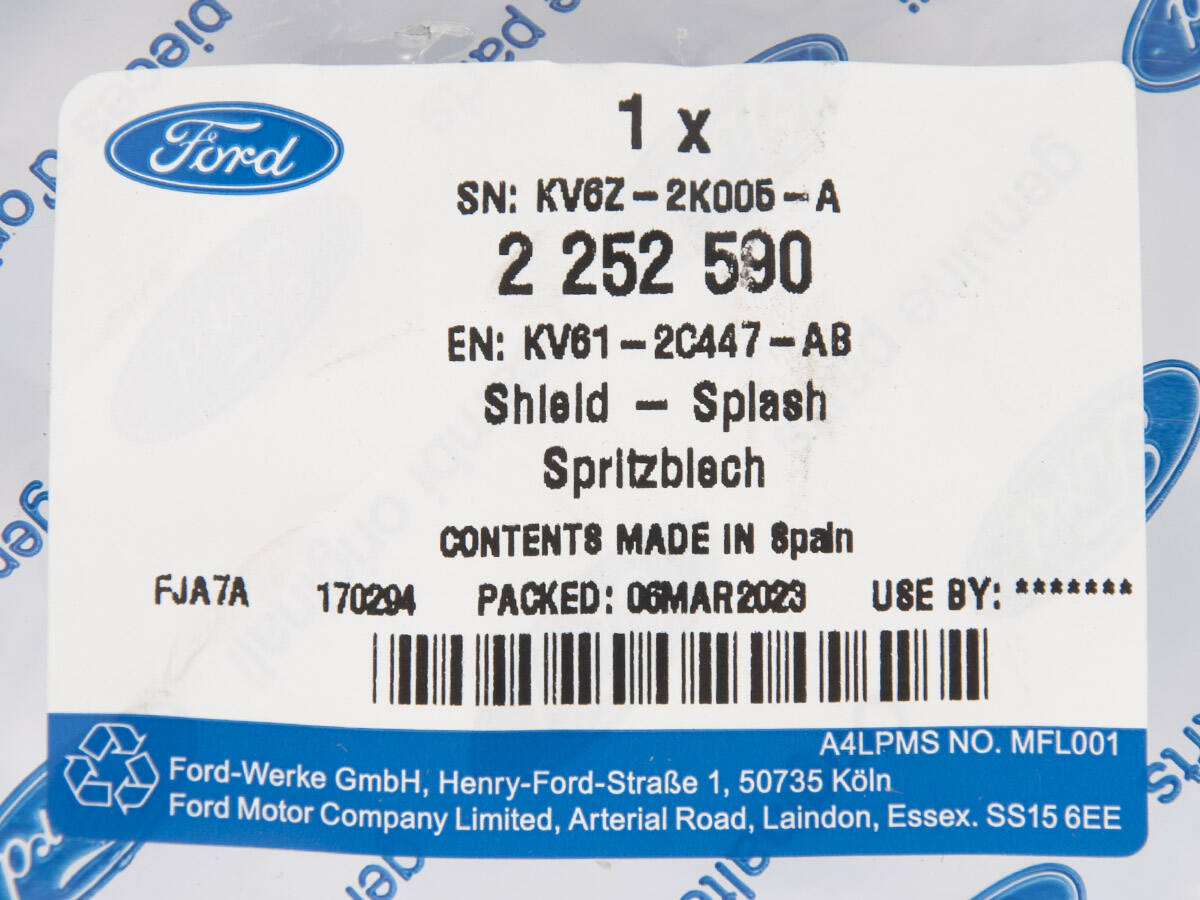 pieu
parts
Ford
1 x
SN: KV6Z-2K005-A
2 252 590
EN: KV61-2C447-AB
Shield - Splash
Spritzblech
CONTENTS MADE IN Spain
FJA7A 170294 PACKED: 06MAR2023 USE BY: *******
A4LPMS NO. MFL001
Ford-Werke GmbH, Henry-Ford-Straße 1, 50735 Köln
Ford Motor Company Limited, Arterial Road, Laindon, Essex. SS15 6EE